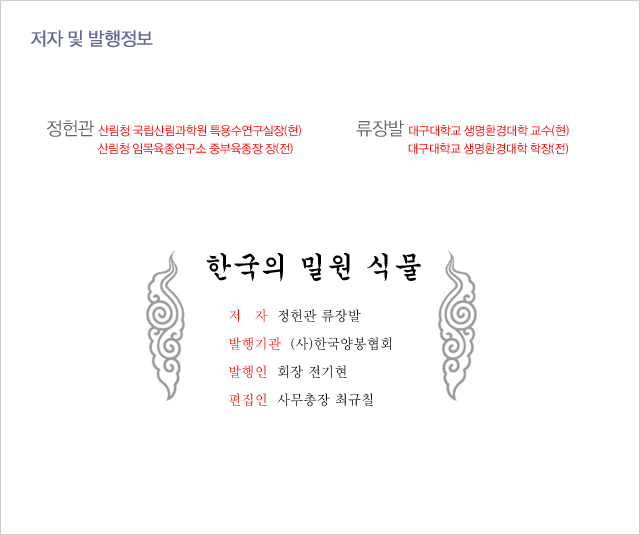 저자 및 발행정보
정헌관 산림청 국립산림과학원 특용수연구실장(현)
산림청 임목육종연구소 중부육종장 장(전)
류장발 대구대학교 생명환경대학 교수(현)
대구대학교 생명환경대학 학장(전)
한국의 밀원 식물
저 자 정헌관 류장발
발행기관 (사)한국양봉협회
발행인 회장 전기현
편집인 사무총장 최규칠